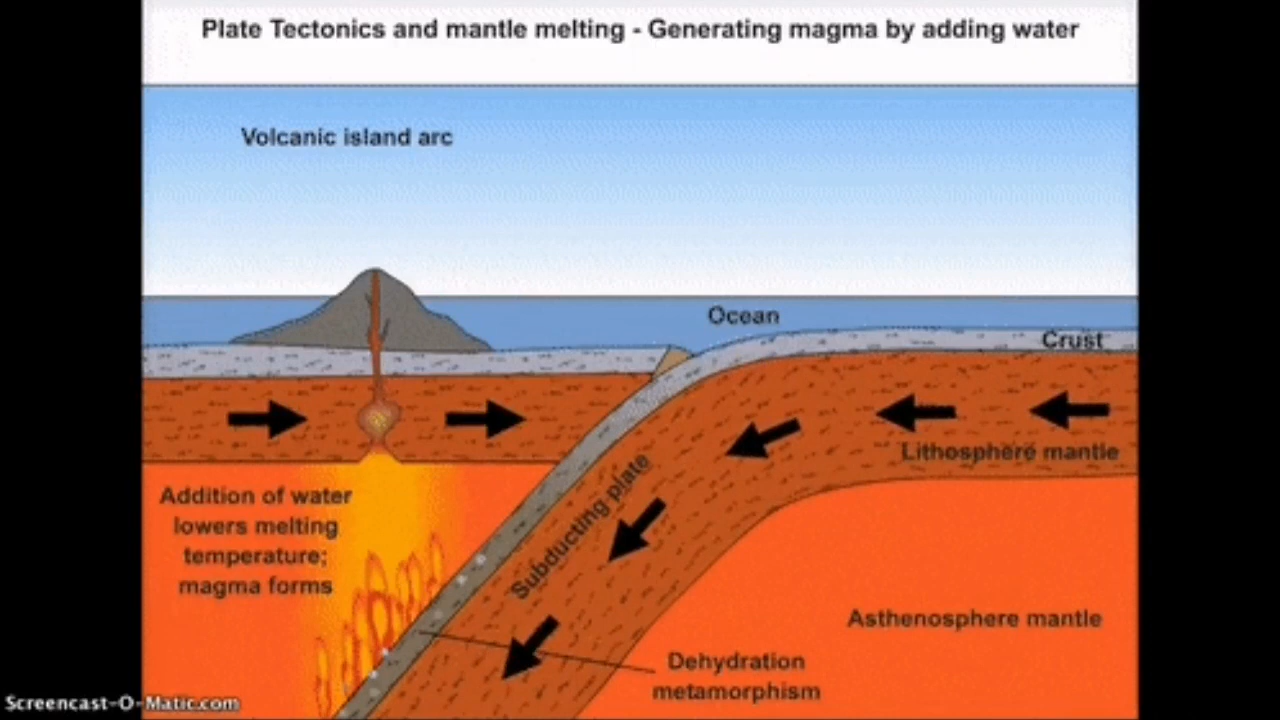 Plate Tectonics and mantle melting - Generating magma by adding water
Volcanic island arc
Ocean
Crust
Lithosphere mantle
Subducting plate
Addition of water
lowers melting
temperature;
magma forms
Asthenosphere mantle
Dehydration
metamorphism
Screencast-O-Matic.com